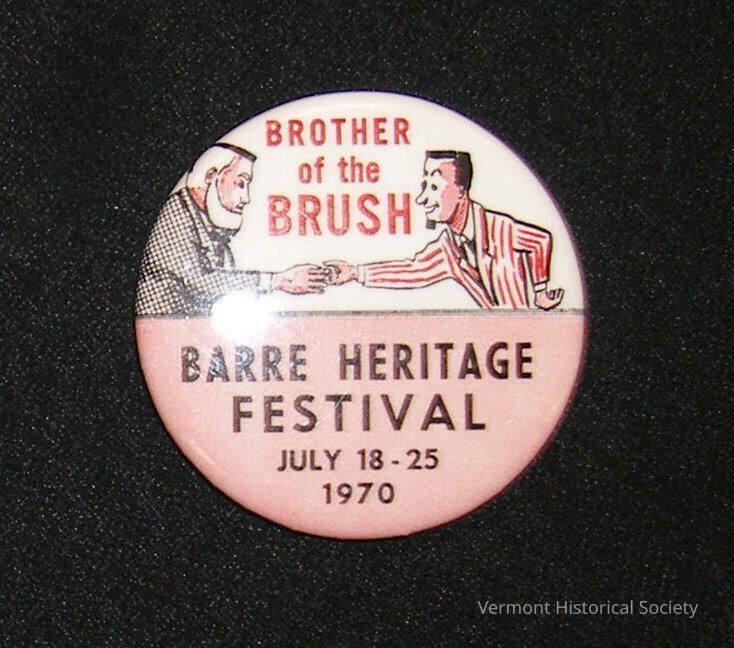 BROTHER
of the
BRUSH
BARRE HERITAGE
FESTIVAL
JULY 18-25
1970
Vermont Historical Society